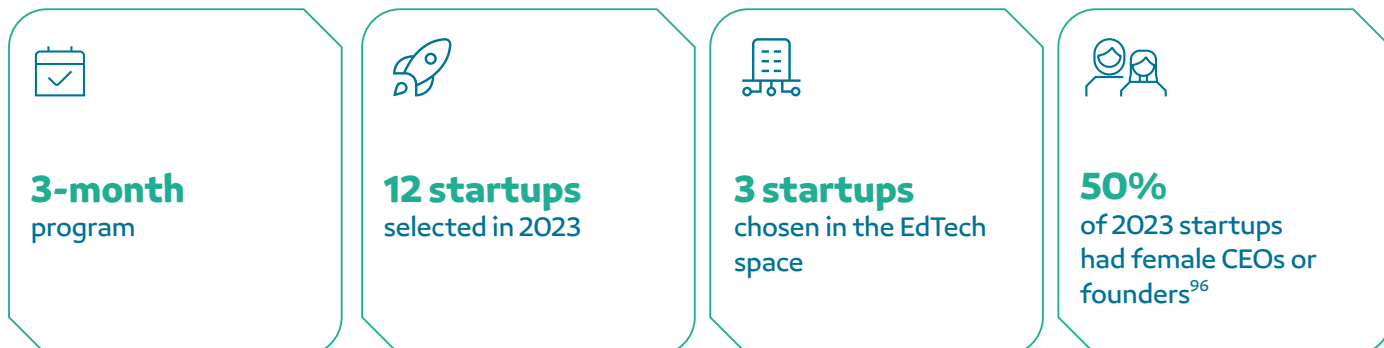 3-month
program
12 startups
selected in 2023
3 startups
chosen in the EdTech
space
50%
of 2023 startups
had female CEOs or
founders96